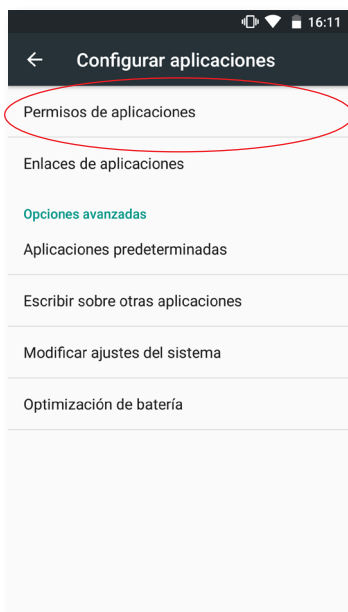 16:11
Configurar aplicaciones
Permisos de aplicaciones
Enlaces de aplicaciones
Opciones avanzadas
Aplicaciones predeterminadas
Escribir sobre otras aplicaciones
Modificar ajustes del sistema
Optimización de batería